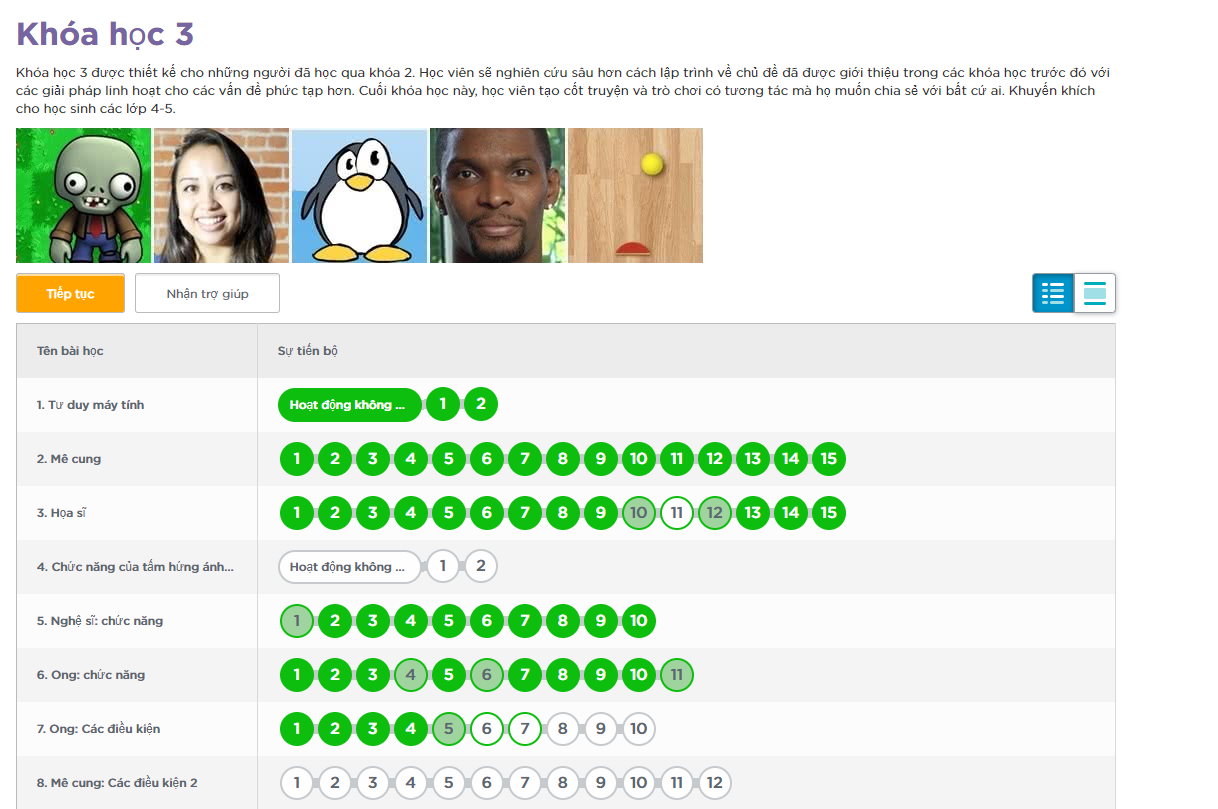 Khóa học 3
Khóa học 3 được thiết kế cho những người đã học qua khóa 2. Học viên sẽ nghiên cứu sâu hơn cách lập trình về chủ đề đã được giới thiệu trong các khóa học trước đó với
các giải pháp linh hoạt cho các vấn đề phức tạp hơn. Cuối khóa học này, học viên tạo cốt truyện và trò chơi có tương tác mà họ muốn chia sẻ với bất cứ ai. Khuyến khích
cho học sinh các lớp 4-5.
Tiếp tục Nhận trợ giúp
Tên bài học Sự tiến bộ
1. Tư duy máy tính Hoạt động không ... 1 2
2. Mê cung 1 2 3 4 5 6 7 8 9 10 11 12 13 14 15
3. Họa sĩ 1 2 3 4 5 6 7 8 9 10 11 12 13 14 15
4. Chức năng của tấm hứng ánh... Hoạt động không ... 1 2
5. Nghệ sĩ: chức năng 1 2 3 4 5 6 7 8 9 10
6. Ong: chức năng 1 2 3 4 5 6 7 8 9 10 11
7. Ong: Các điều kiện 1 2 3 4 5 6 7 8 9 10
8. Mê cung: Các điều kiện 2 1 2 3 4 5 6 7 8 9 10 11 12